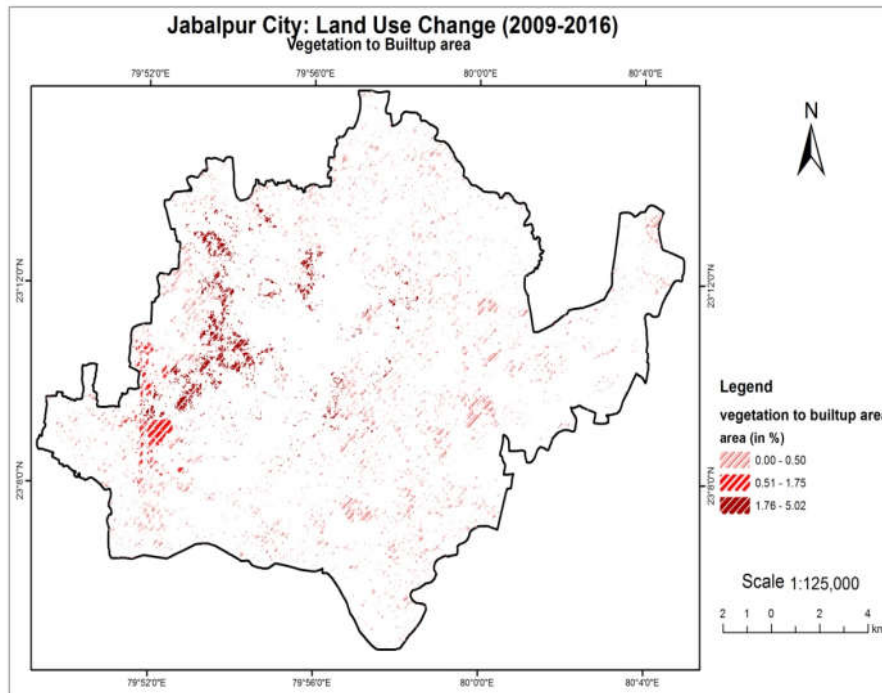 Jabalpur City: Land Use Change (2009-2016)
Vegetation to Builtup area
79°52'0"E 79°56'0"E 80°0'0"E 80°4'0"E
N
23°12'0"N 23°12'0"N
Legend
vegetation to builtup area
area (in %)
0.00 - 0.50
0.51 - 1.75
1.76 - 5.02
23°8'0"N 23°8'0"N
Scale 1:125,000
2 1 0 2 4
km
79°52'0"E 79°56'0"E 80°0'0"E 80°4'0"E